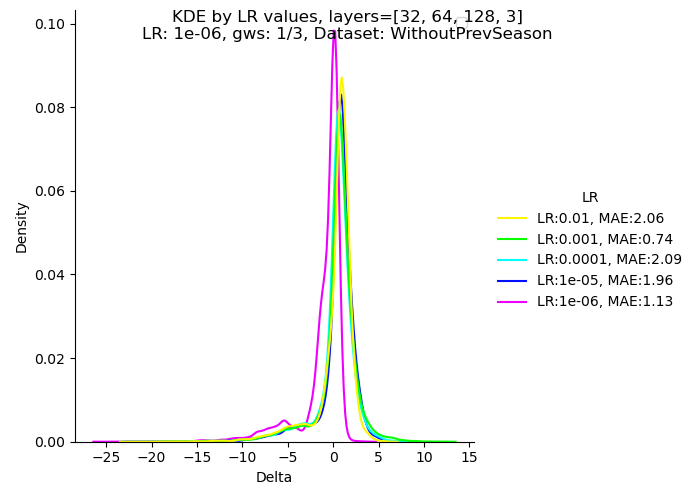 KDE by LR values, layers=[32, 64, 128, 3]
LR: 1e-06, gws: 1/3, Dataset: WithoutPrevSeason
0.10
0.08
0.06
0.04
0.02
0.00
Density
−25 −20 −15 −10 −5 0 5 10 15
Delta
LR
LR:0.01, MAE:2.06
LR:0.001, MAE:0.74
LR:0.0001, MAE:2.09
LR:1e-05, MAE:1.96
LR:1e-06, MAE:1.13